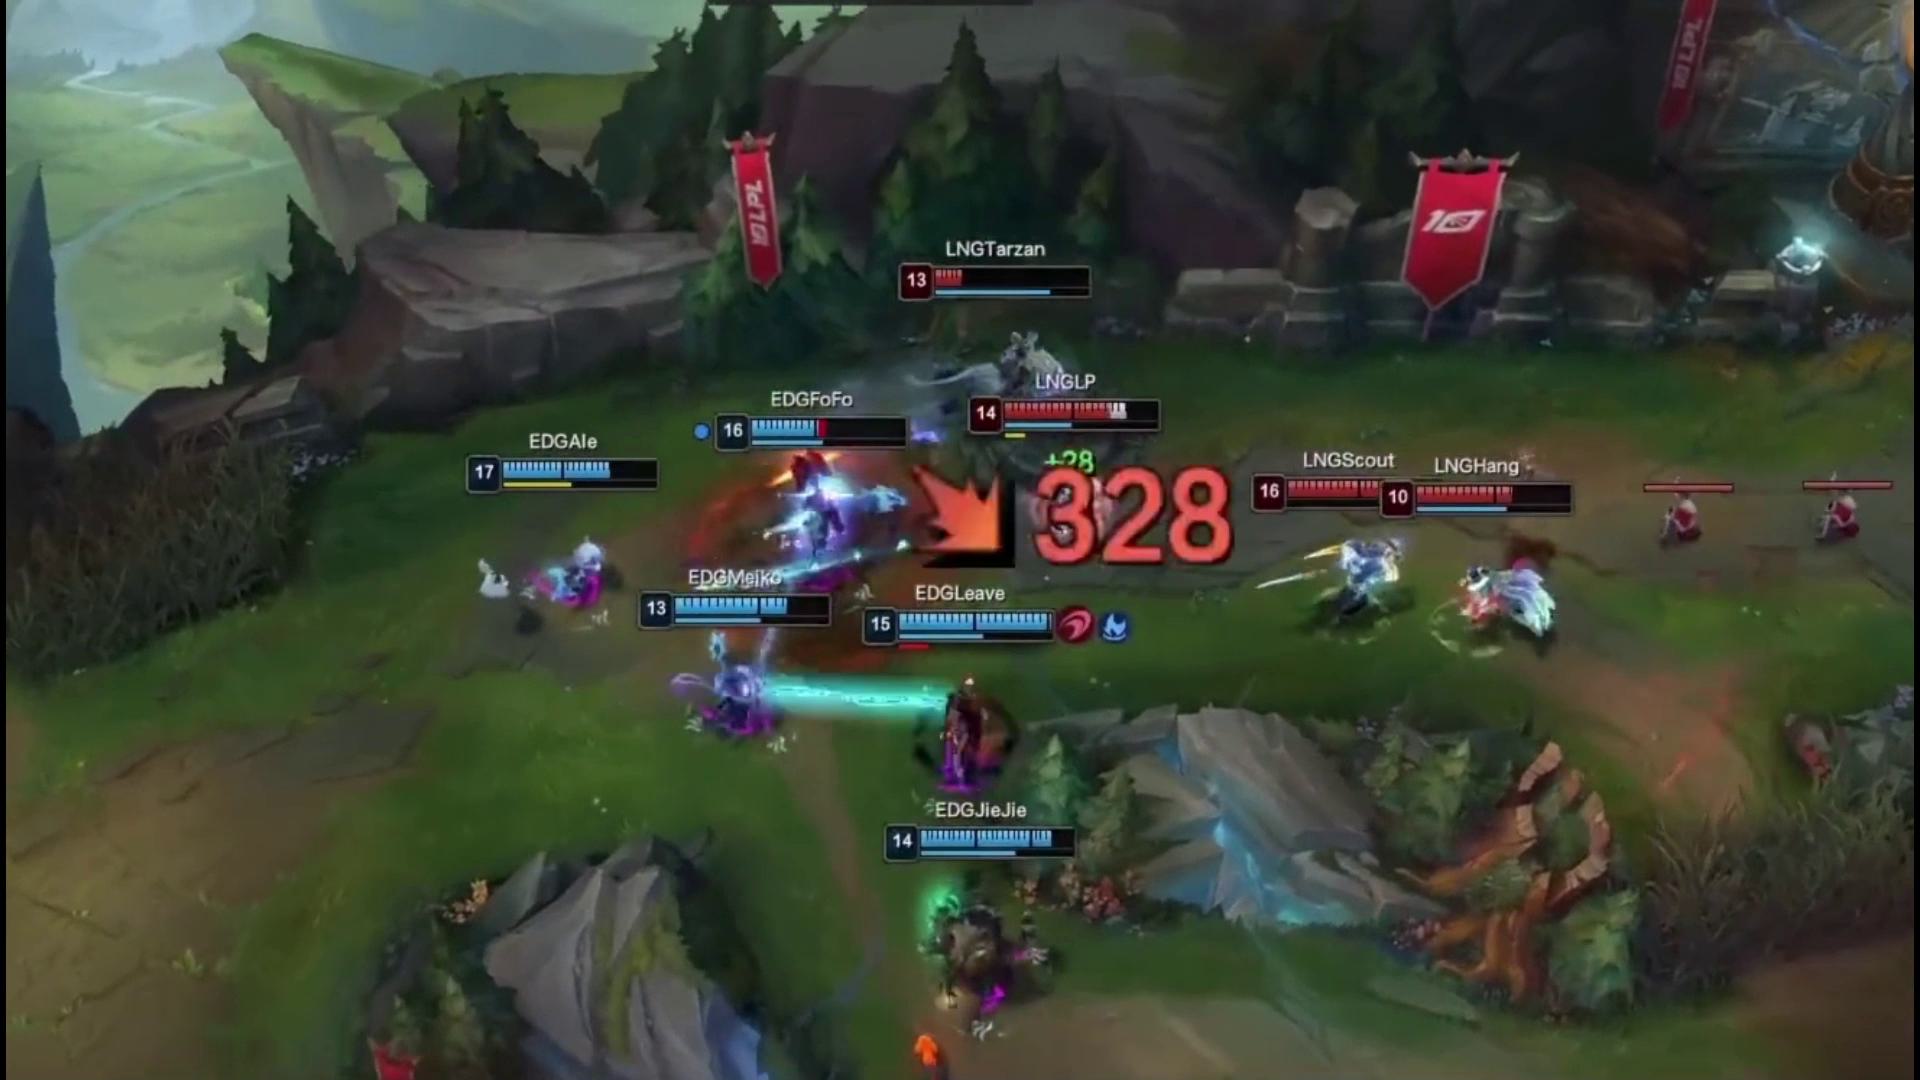 LPL
LPL
10
LNGTarzan
13
LNGLP
14
EDGFoFo
16
EDGAle
17
+28
328
LNGScout
16
LNGHang
10
EDGMeiko
13
EDGLeave
15
EDGJieJie
14